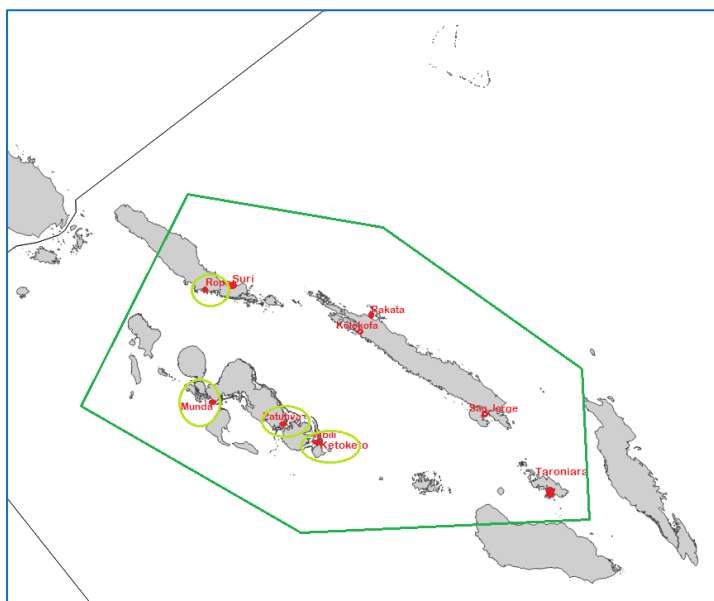 Suri
Rakata
Kolokofa
Munda
San Jorge
Ketoketo
Taroniara